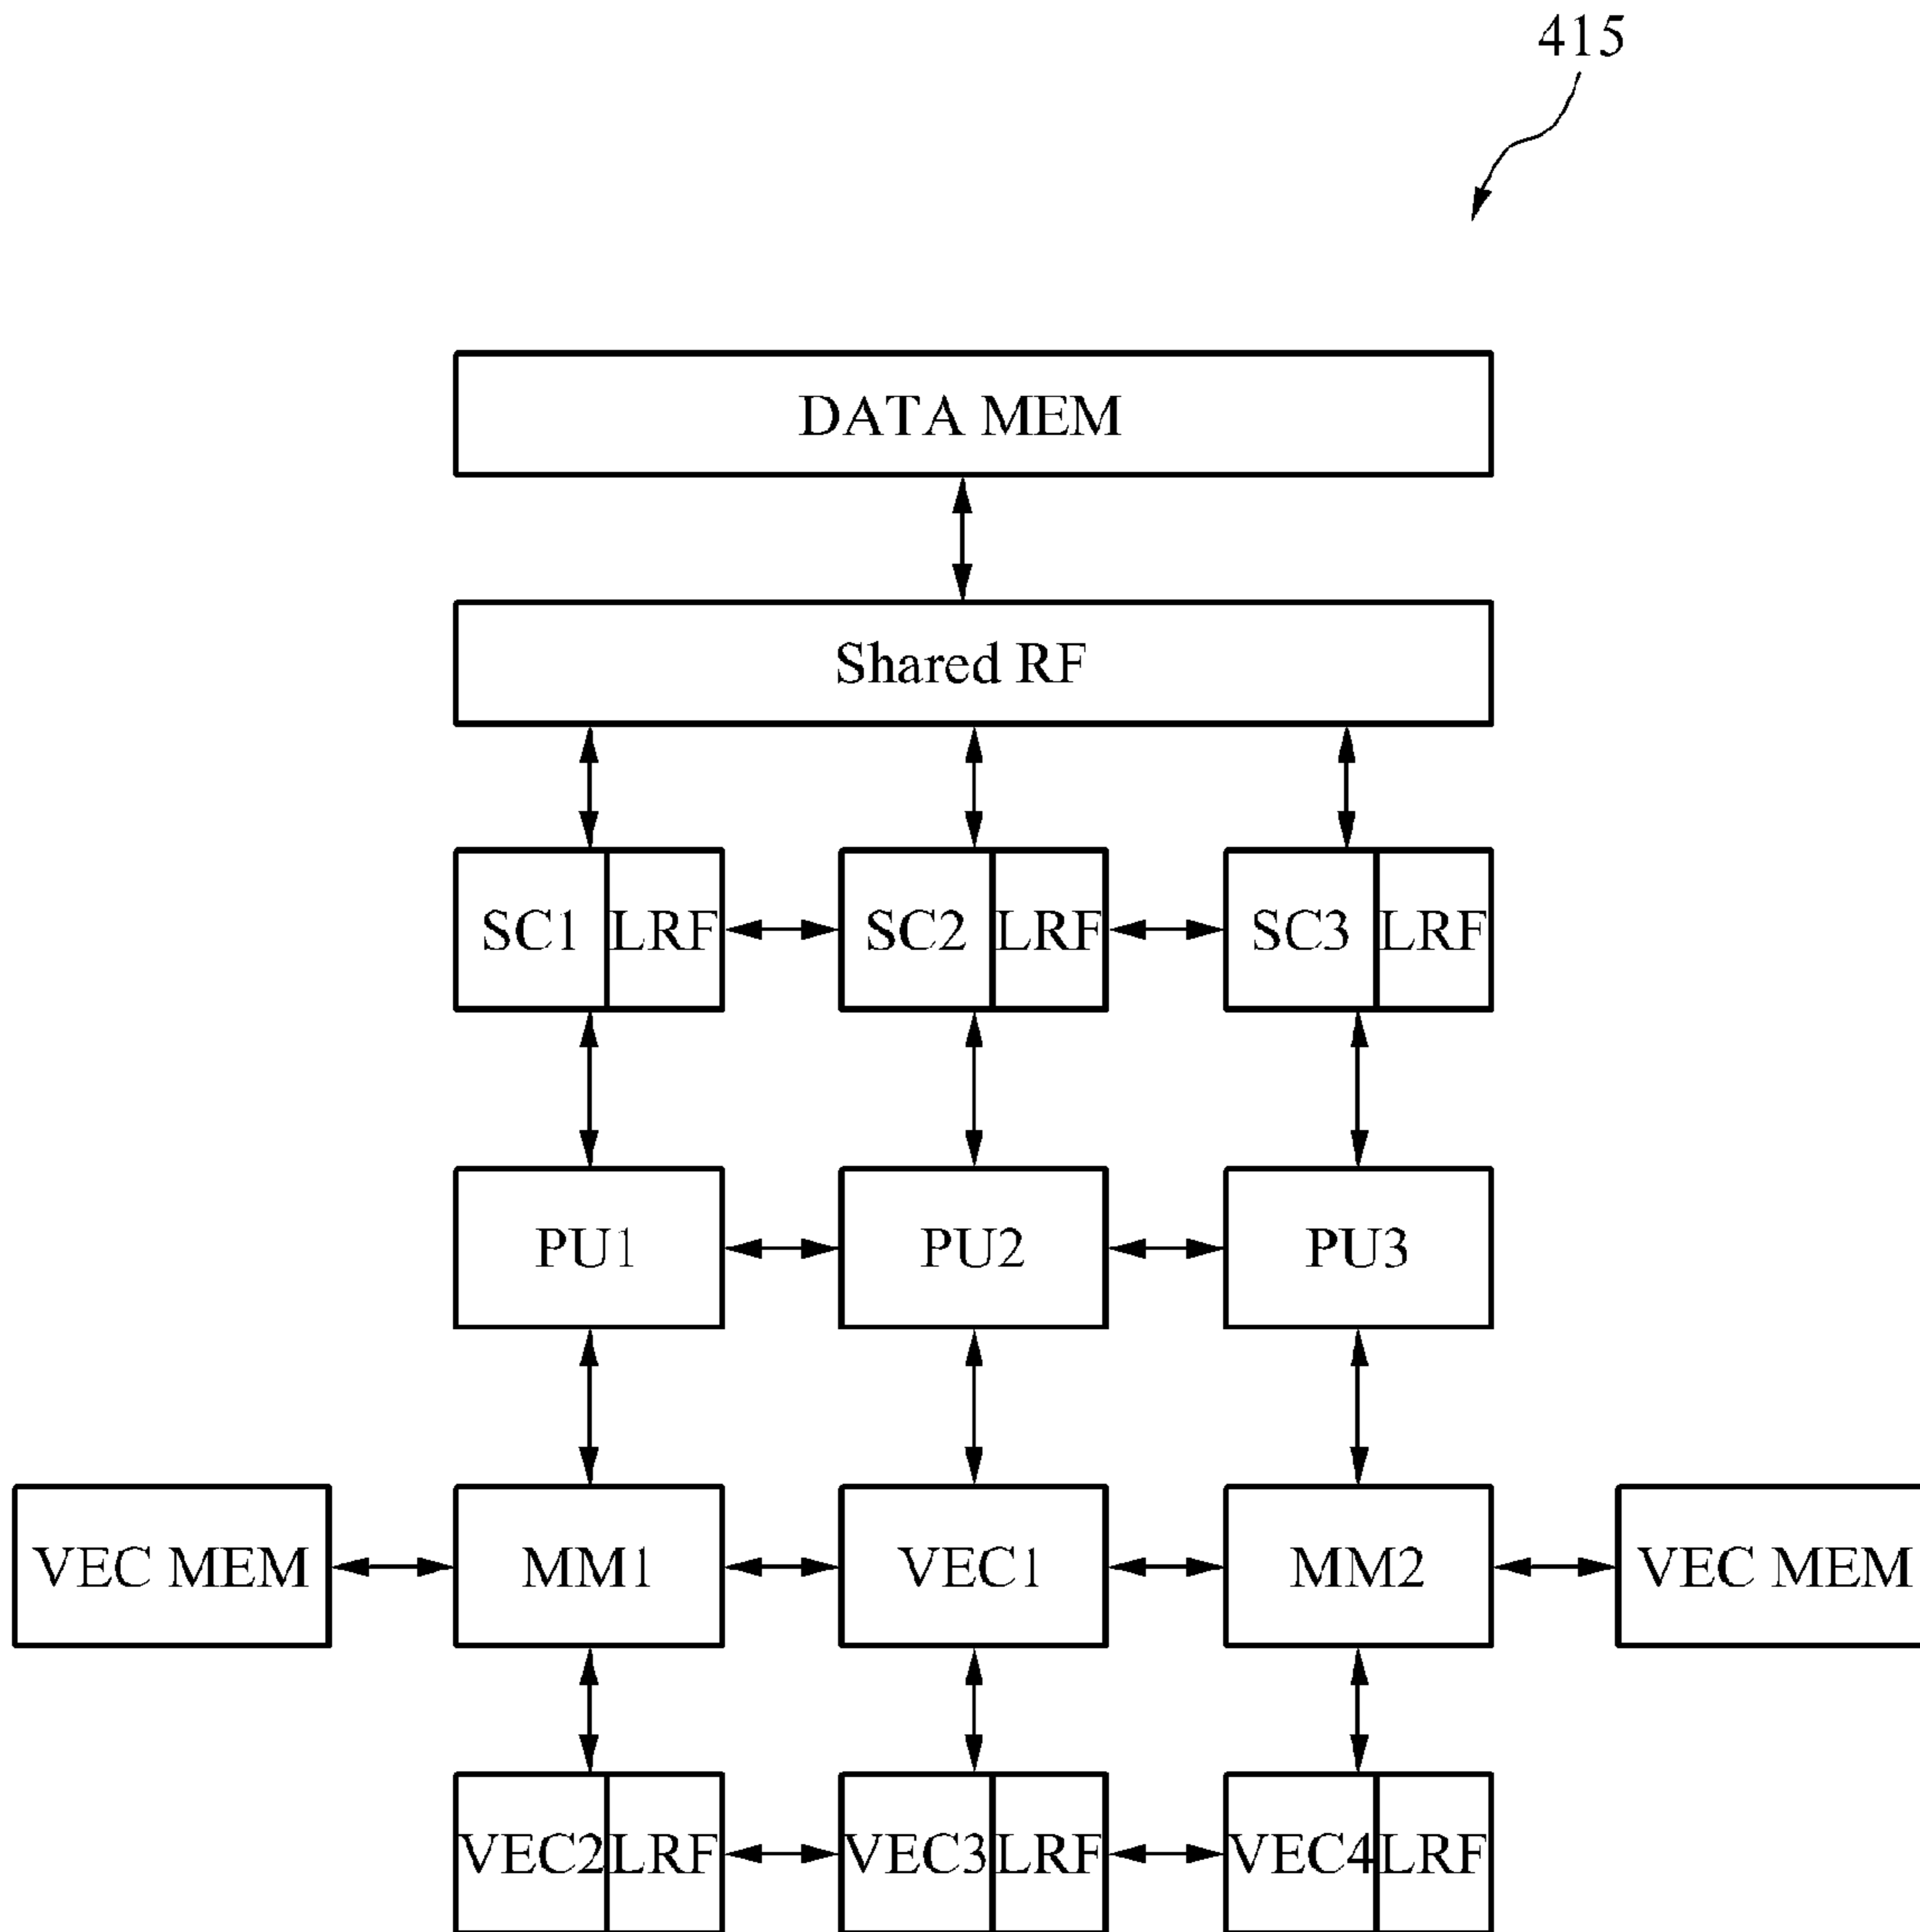 415
DATA MEM
Shared RF
SC1 LRF SC2 LRF SC3 LRF
PU1 PU2 PU3
VEC MEM MM1 VEC1 MM2 VEC MEM
VEC2 LRF VEC3 LRF VEC4 LRF